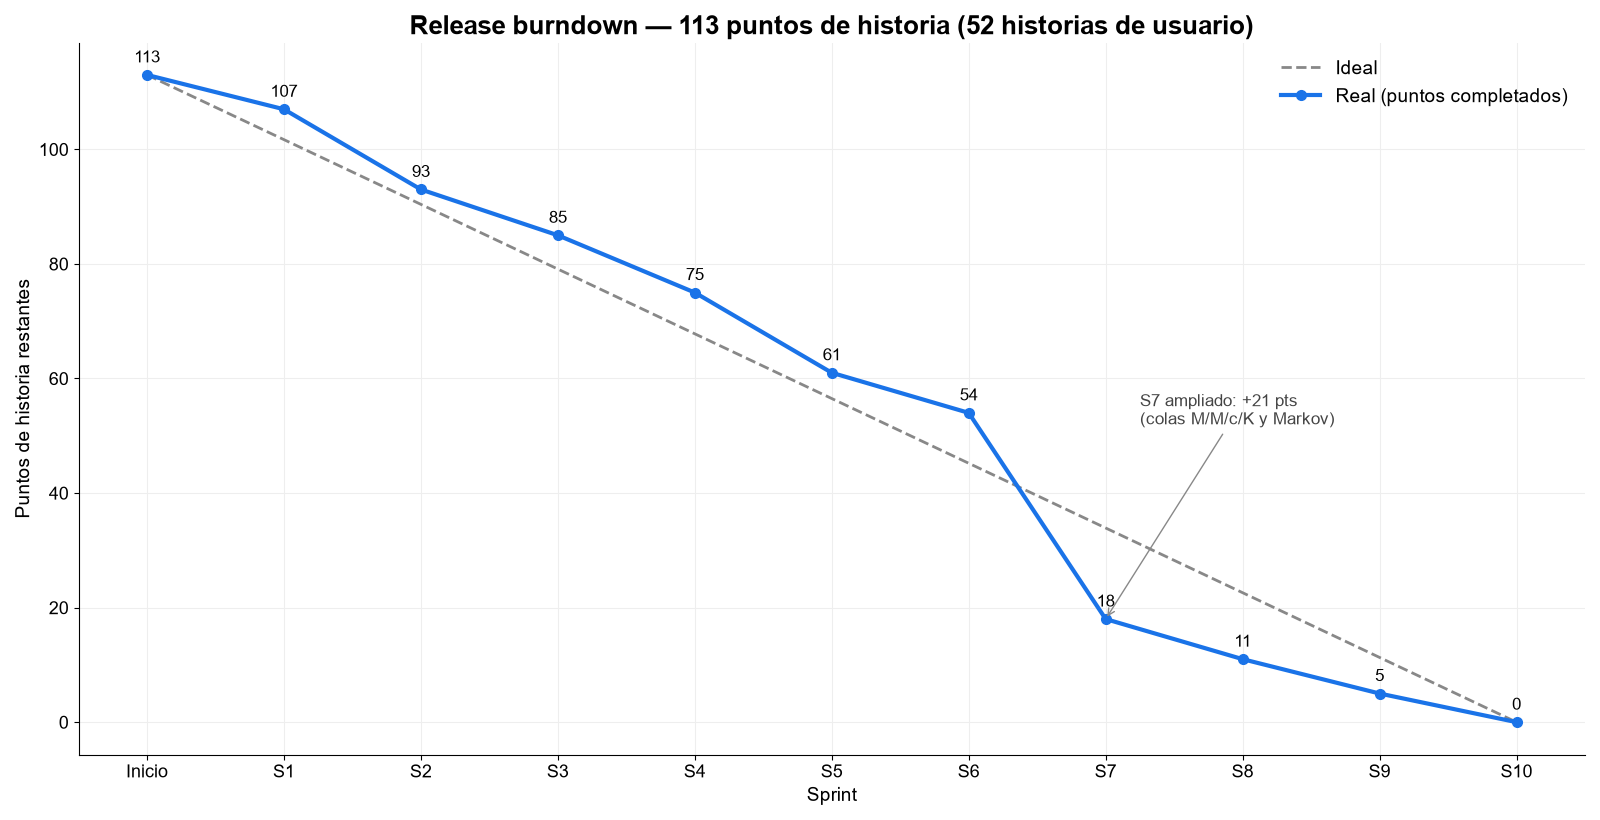 Release burndown — 113 puntos de historia (52 historias de usuario)
Ideal
Real (puntos completados)
113
107
93
85
75
61
54
18
11
5
0
S7 ampliado: +21 pts
(colas M/M/c/K y Markov)
Puntos de historia restantes
100
80
60
40
20
0
Inicio
S1
S2
S3
S4
S5
S6
S7
S8
S9
S10
Sprint